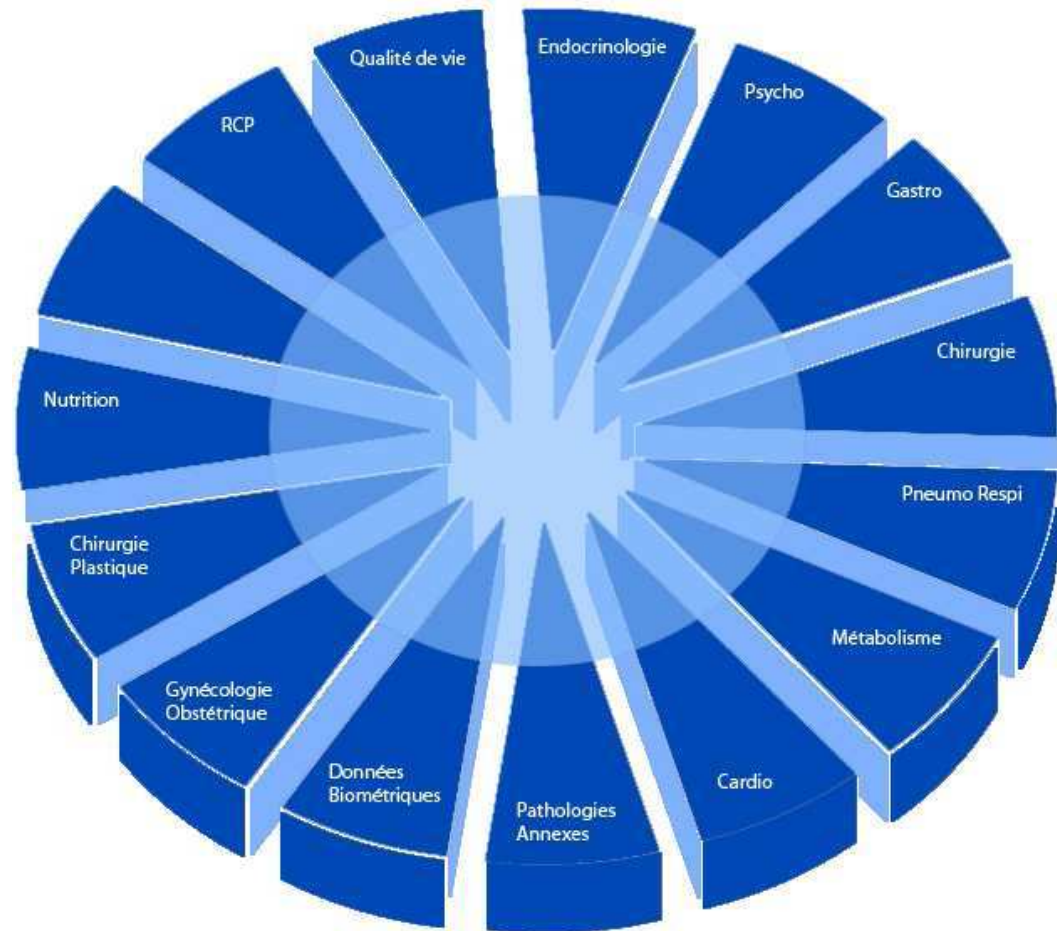 Qualité de vie
Endocrinologie
Psycho
RCP
Gastro
Chirurgie
Nutrition
Pneumo Respi
Chirurgie
Plastique
Métabolisme
Gynécologie
Obstétrique
Données
Biométriques
Cardio
Pathologies
Annexes